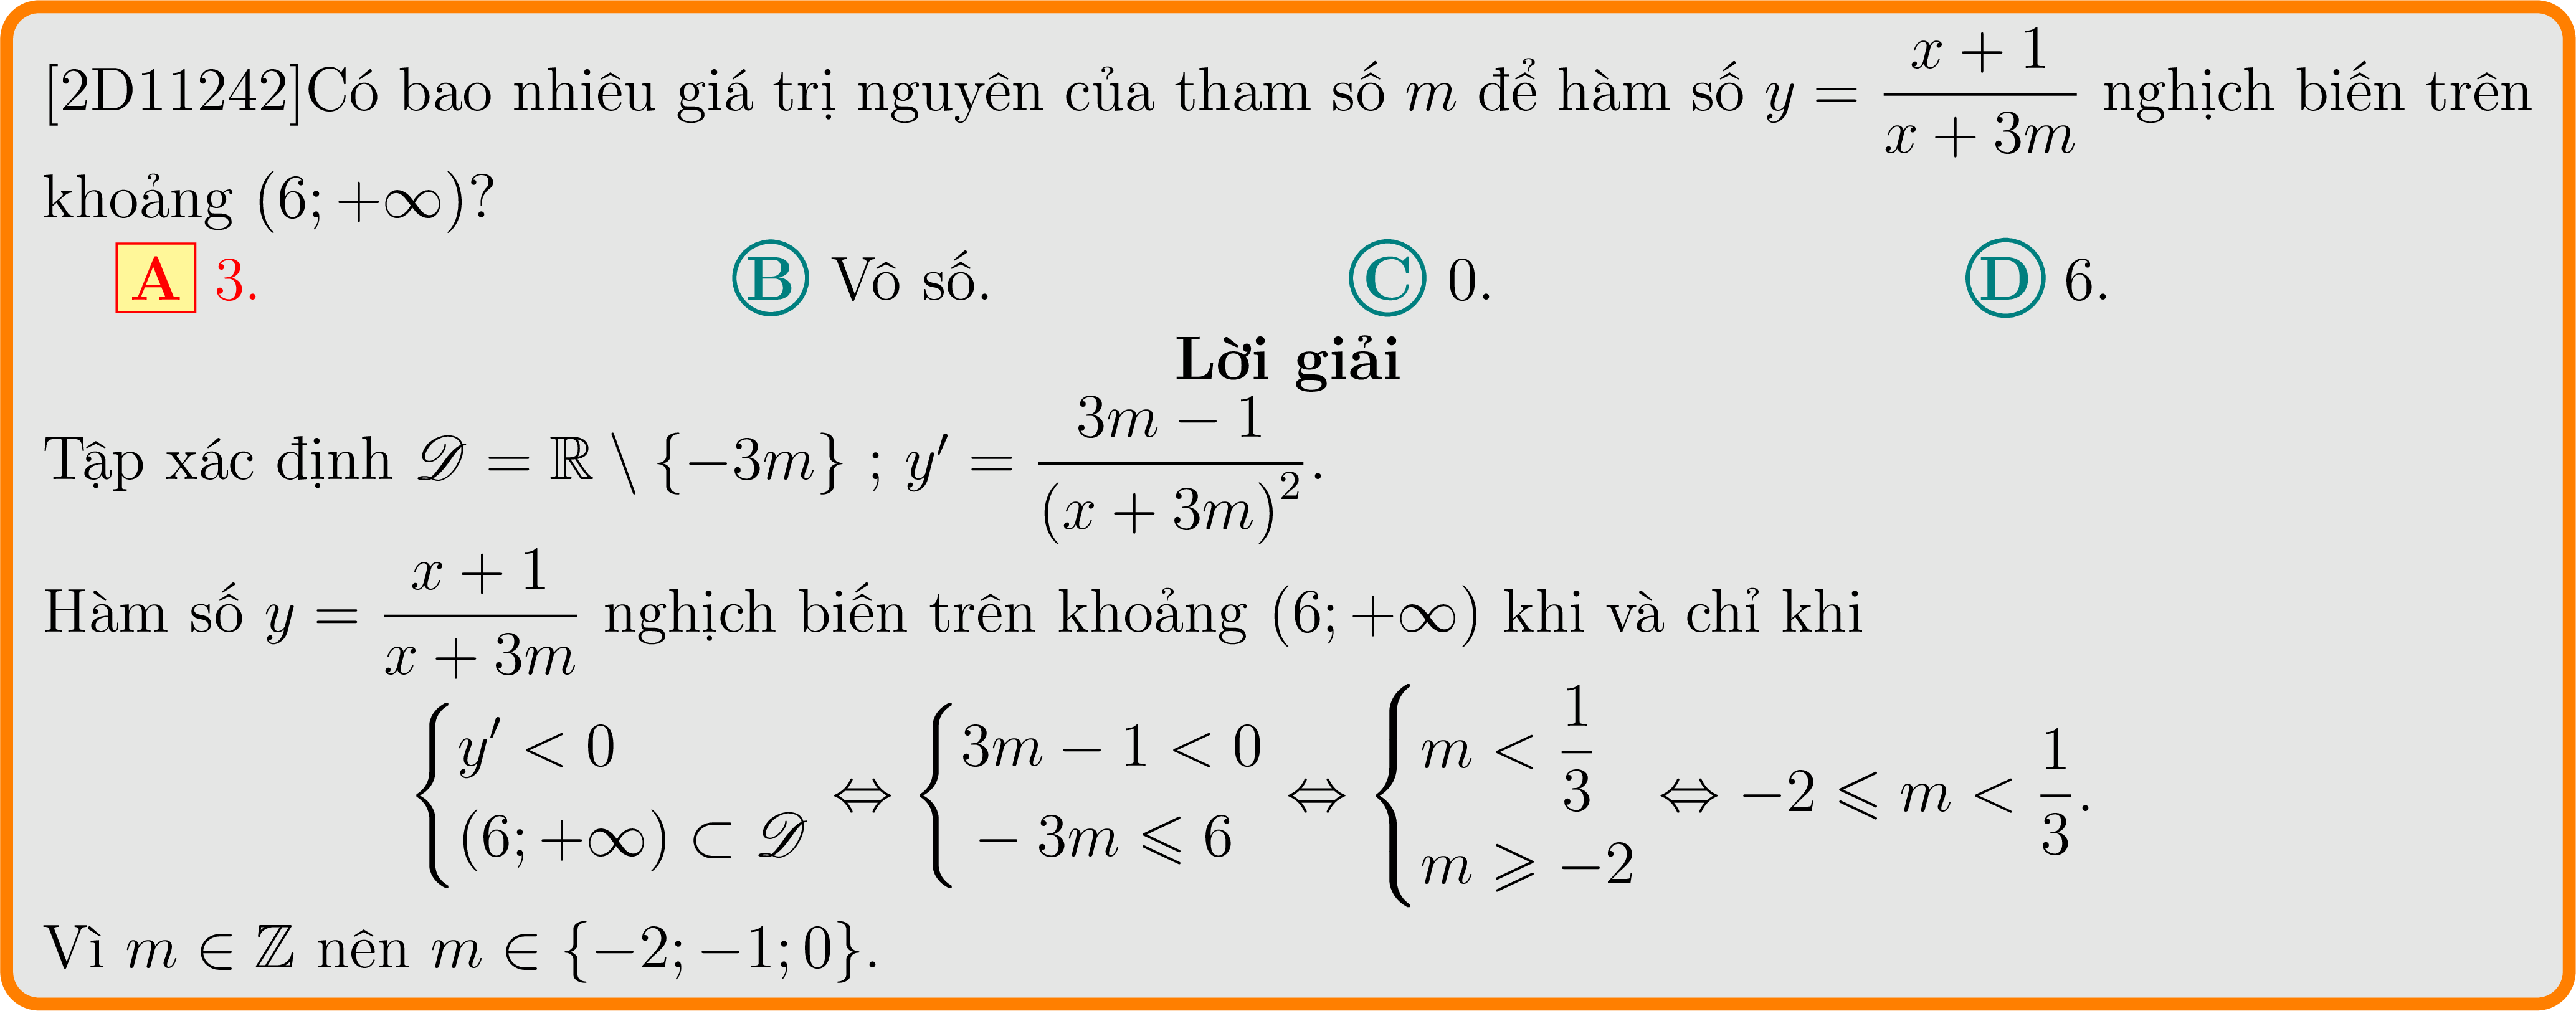 [2D11242]Có bao nhiêu giá trị nguyên của tham số $m$ để hàm số $y = \dfrac{x+1}{x+3m}$ nghịch biến trên
khoảng $(6; +\infty)$?
A 3. B Vô số. C 0. D 6.
Lời giải
Tập xác định $\mathscr{D} = \mathbb{R} \setminus \{-3m\}$ ; $y' = \dfrac{3m-1}{(x+3m)^2}$.
Hàm số $y = \dfrac{x+1}{x+3m}$ nghịch biến trên khoảng $(6; +\infty)$ khi và chỉ khi
$\begin{cases} y' < 0 \\ (6; +\infty) \subset \mathscr{D} \end{cases} \Leftrightarrow \begin{cases} 3m - 1 < 0 \\ -3m \leqslant 6 \end{cases} \Leftrightarrow \begin{cases} m < \dfrac{1}{3} \\ m \geqslant -2 \end{cases} \Leftrightarrow -2 \leqslant m < \dfrac{1}{3}.$
Vì $m \in \mathbb{Z}$ nên $m \in \{-2; -1; 0\}$.